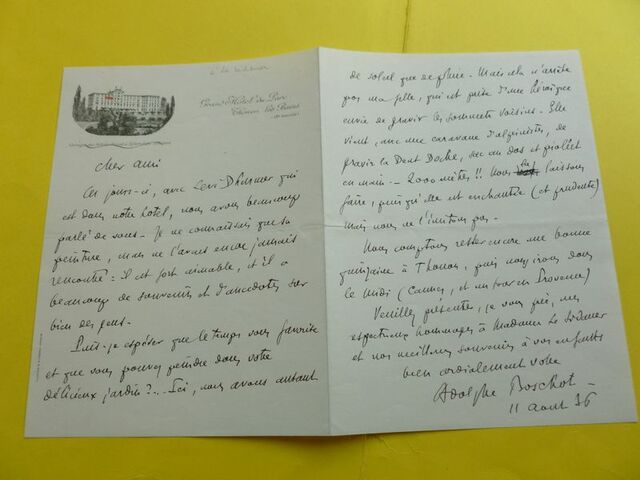 Grand Hôtel du Parc
Thonon les Bains
Cher ami
Ces jours-ci, avec Levi Dhurmer qui
est dans notre hôtel, nous avons beaucoup
parlé de vous. Je ne connaissais que sa
peinture, mais ne l'avais encore jamais
rencontré : Il est fort aimable, et il a
beaucoup de souvenirs et d'anecdotes sur
bien des gens.
Puis-je espérer que le temps vous favorise
et que vous pouvez peindre dans votre
délicieux jardin ?... Ici, nous avons autant
de soleil que de pluie. Mais cela n'arrête
pas ma fille, qui est prise d'une héroïque
envie de gravir les sommets voisins. Elle
vient, avec une caravane d'alpinistes, de
gravir la Dent Doche, sac au dos et piolet
en main — 2000 mètres !! Nous laissons
faire, puisqu'elle est enchantée (et prudente)
mais nous ne l'imitons pas.
Nous comptons rester encore une bonne
quinzaine à Thonon, puis nous irons dans
le midi (Cannes, et un tour en Provence)
Veuillez présenter, je vous prie, mes
respectueux hommages à Madame Le Sidaner
et nos meilleurs souvenirs à vos enfants
bien cordialement votre
Adolphe Boschot
11 aout 36